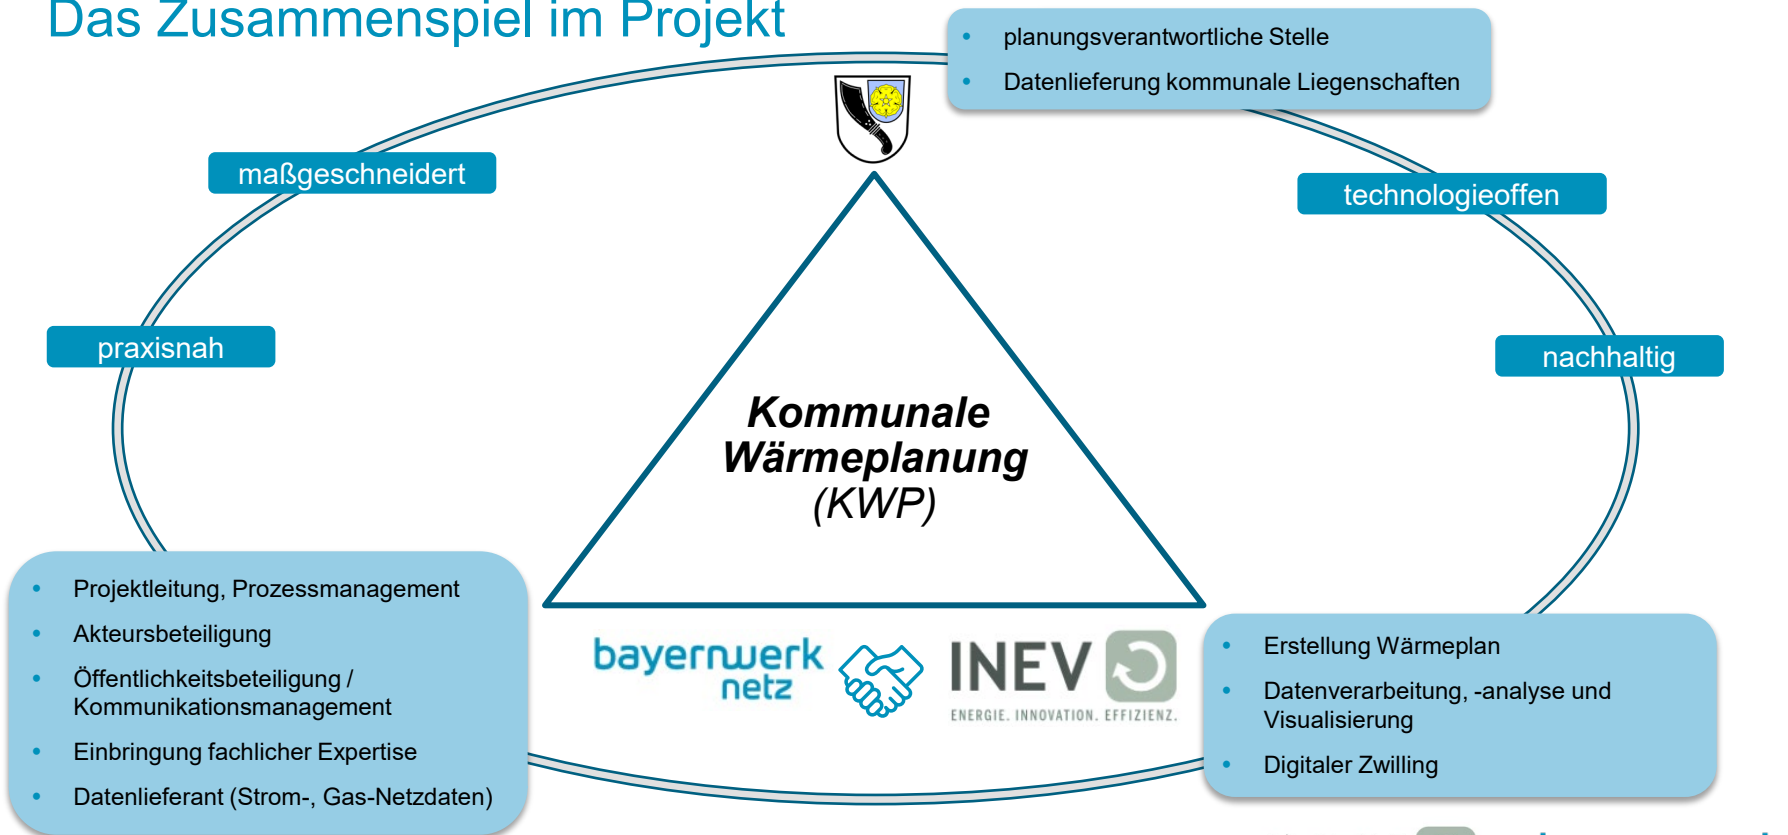 Das Zusammenspiel im Projekt
• planungsverantwortliche Stelle
• Datenlieferung kommunale Liegenschaften
maßgeschneidert
technologieoffen
praxisnah
nachhaltig
Kommunale
Wärmeplanung
(KWP)
• Projektleitung, Prozessmanagement
• Akteursbeteiligung
• Öffentlichkeitsbeteiligung /
Kommunikationsmanagement
• Einbringung fachlicher Expertise
• Datenlieferant (Strom-, Gas-Netzdaten)
bayernwerk
netz
INEV
ENERGIE. INNOVATION. EFFIZIENZ.
• Erstellung Wärmeplan
• Datenverarbeitung, -analyse und
Visualisierung
• Digitaler Zwilling